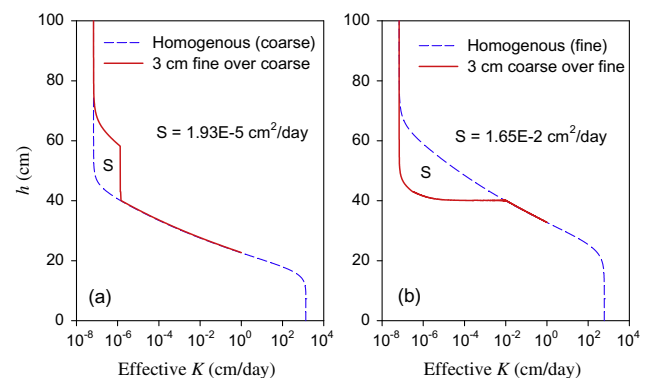 100
80
60
40
20
0
h (cm)
Homogenous (coarse)
3 cm fine over coarse
S = 1.93E-5 cm²/day
S
(a)
10⁻⁸ 10⁻⁶ 10⁻⁴ 10⁻² 10⁰ 10² 10⁴
Effective K (cm/day)
100
80
60
40
20
0
Homogenous (fine)
3 cm coarse over fine
S = 1.65E-2 cm²/day
S
(b)
10⁻⁸ 10⁻⁶ 10⁻⁴ 10⁻² 10⁰ 10² 10⁴
Effective K (cm/day)